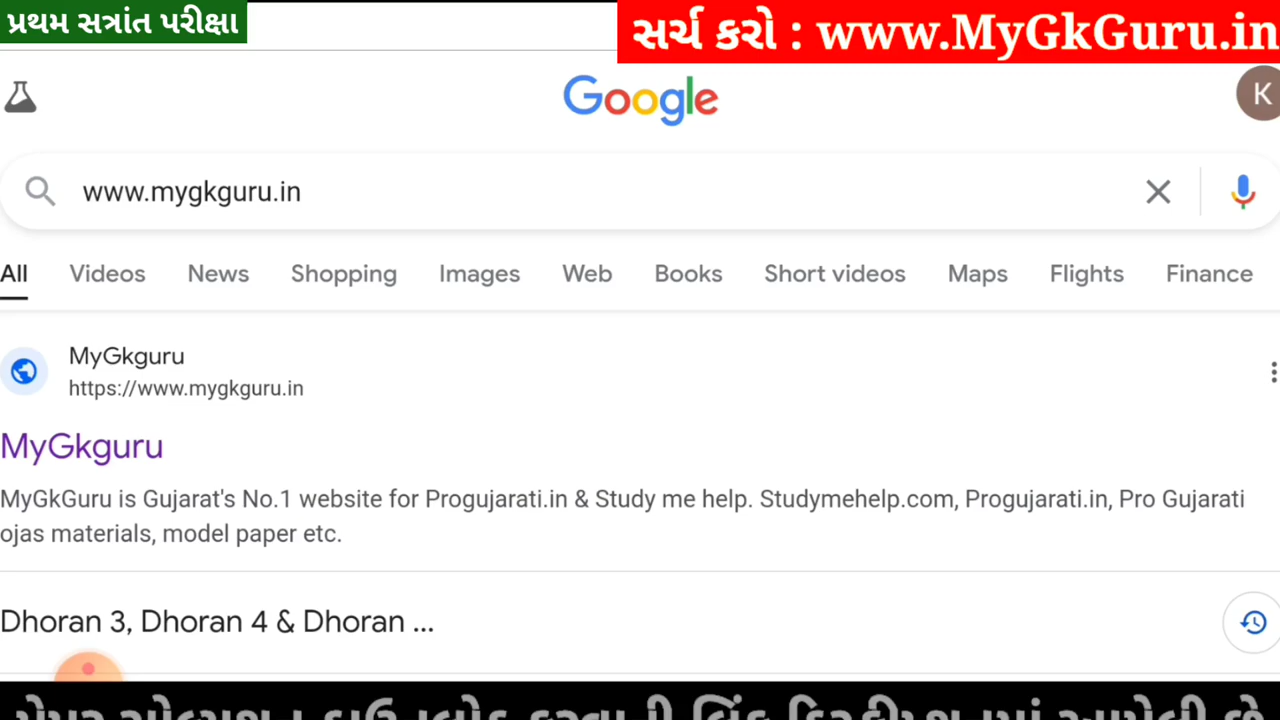 પ્રથમ સત્રાંત પરીક્ષા
સર્ચ કરો : www.MyGkGuru.in
Google
K
www.mygkguru.in
All Videos News Shopping Images Web Books Short videos Maps Flights Finance
MyGkguru
https://www.mygkguru.in
MyGkguru
MyGkGuru is Gujarat's No.1 website for Progujarati.in & Study me help. Studymehelp.com, Progujarati.in, Pro Gujarati
ojas materials, model paper etc.
Dhoran 3, Dhoran 4 & Dhoran ...